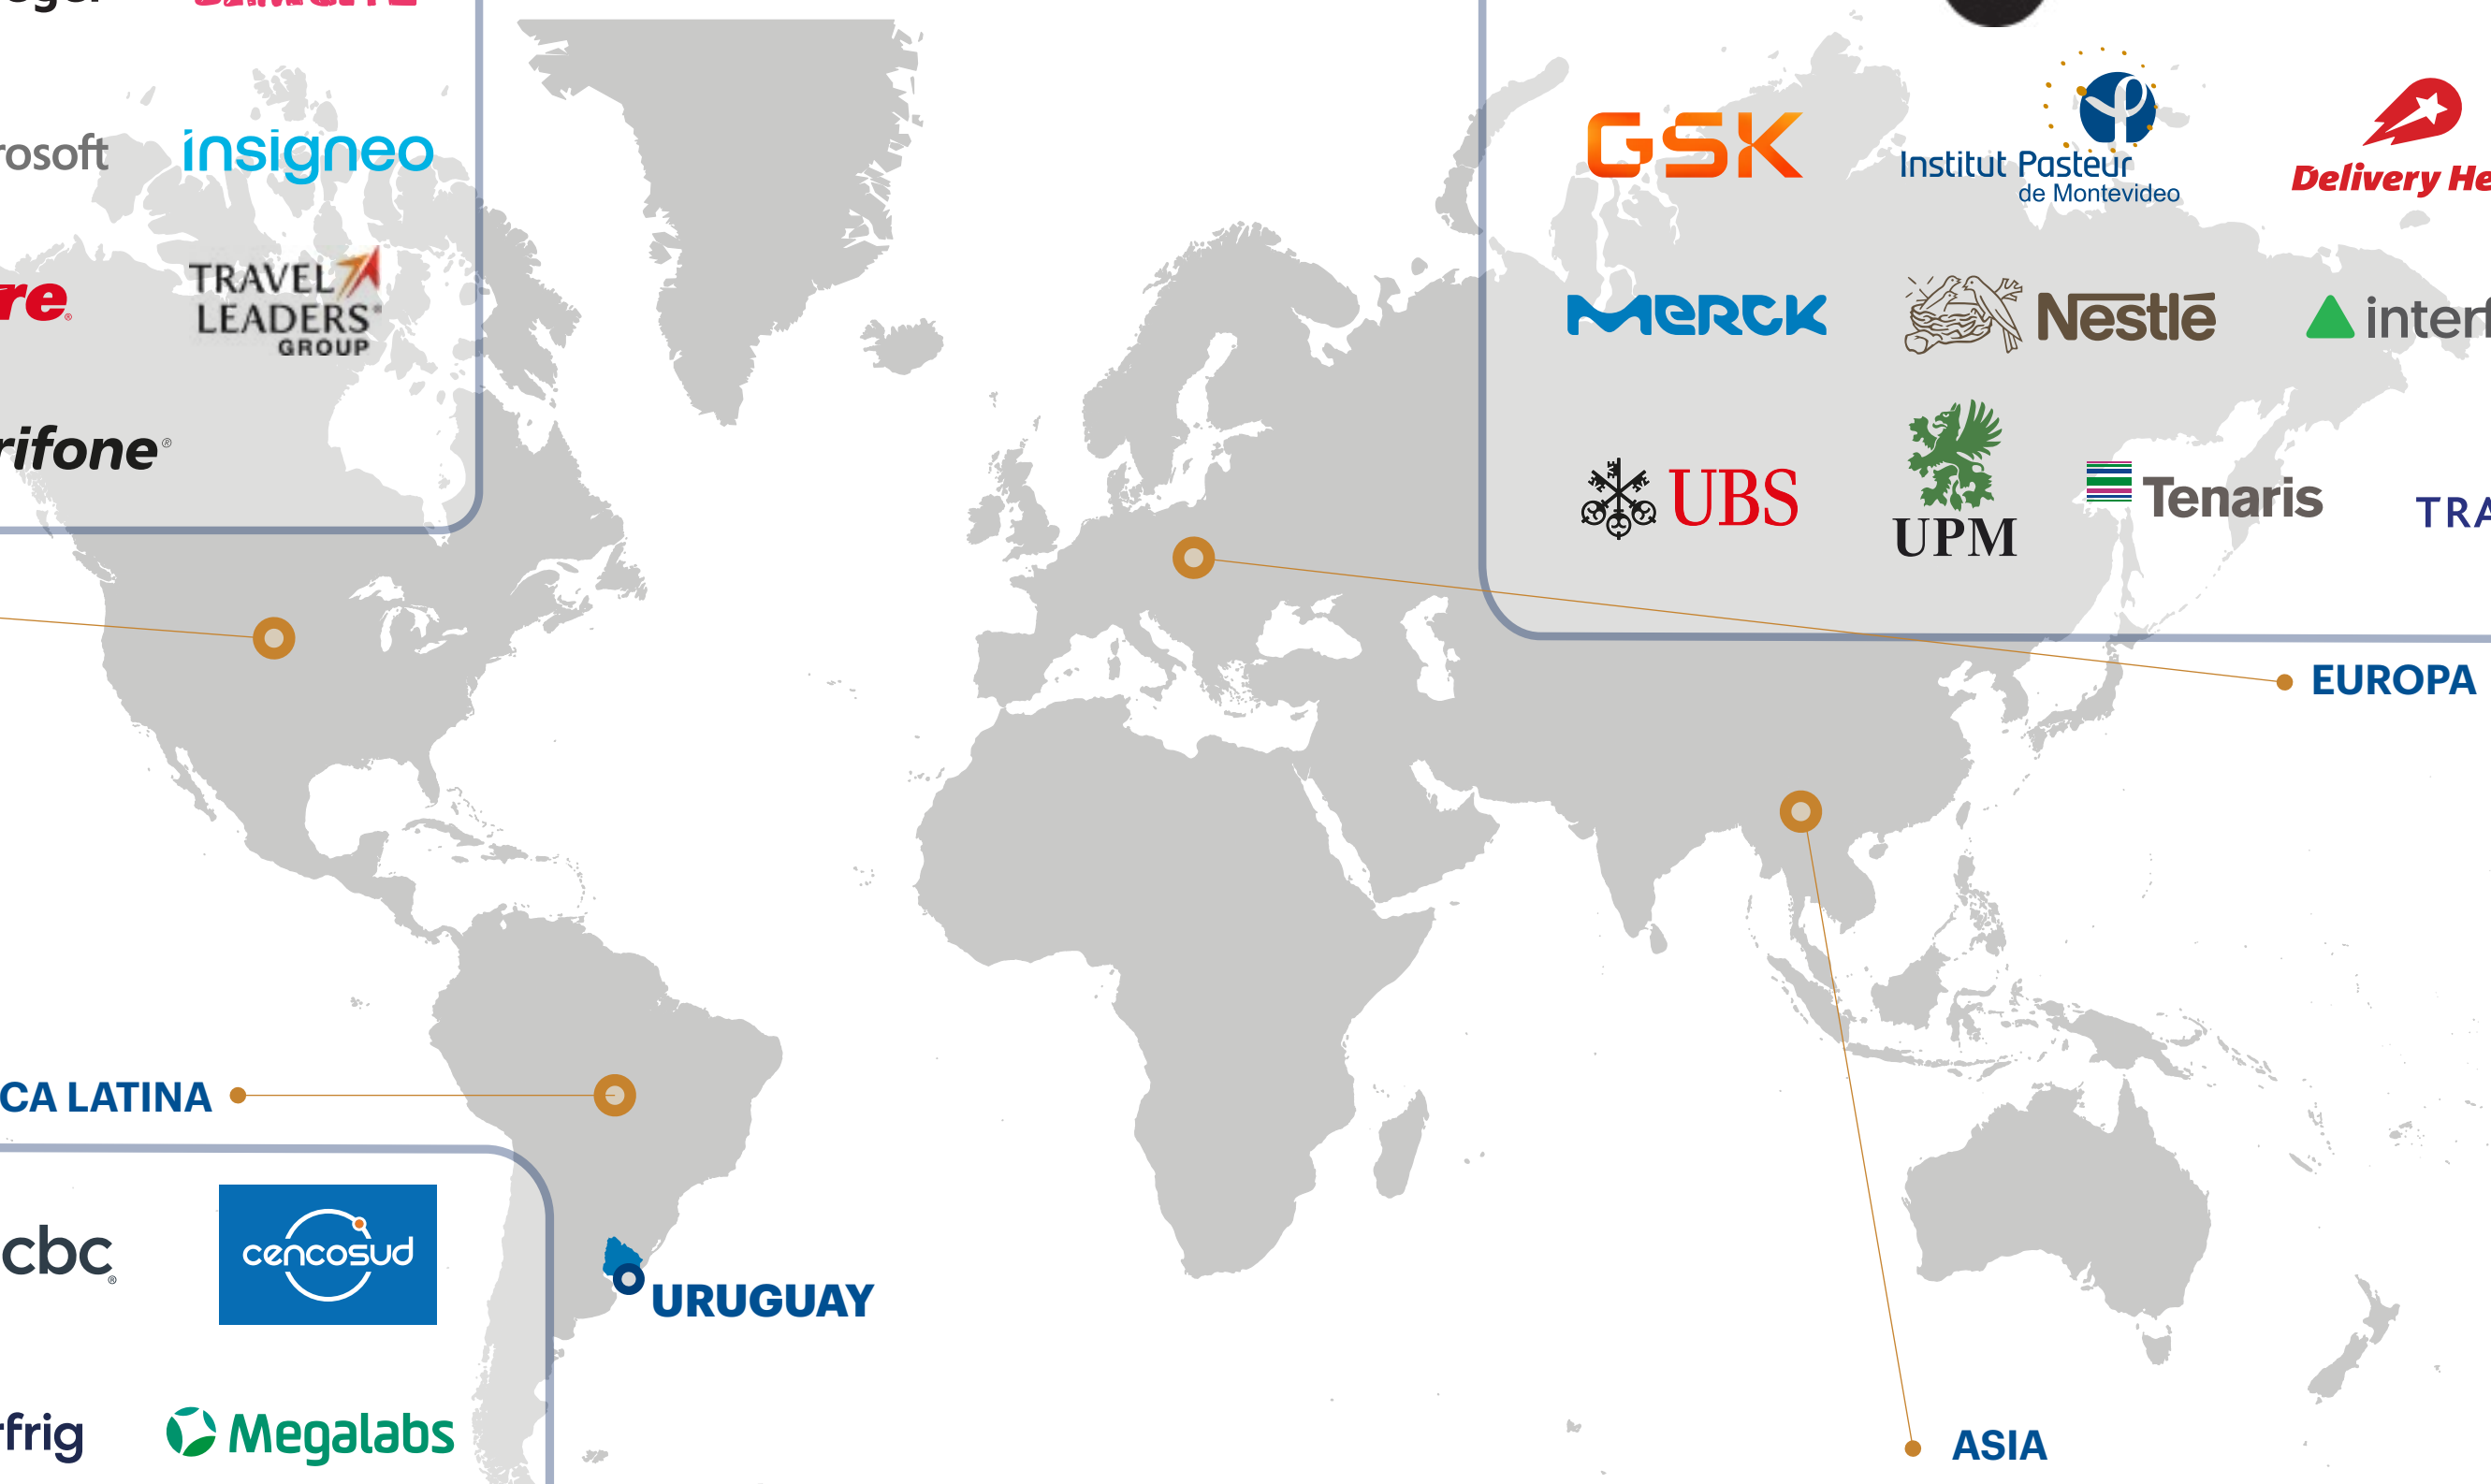 rosoft
insigneo
re®
TRAVEL
LEADERS®
GROUP
rifone®
GSK
Institut Pasteur
de Montevideo
Delivery He
MERCK
Nestlé
interf
UBS
UPM
Tenaris
TRA
EUROPA
CA LATINA
cbc®
cencosud
URUGUAY
frig
Megalabs
ASIA